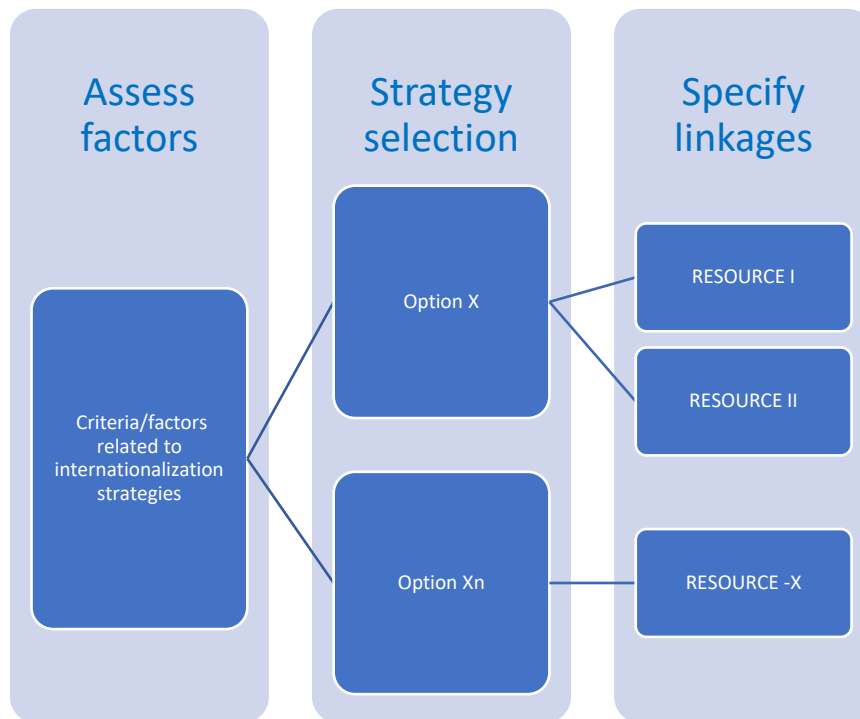 Assess
factors
Strategy
selection
Specify
linkages
Criteria/factors
related to
internationalization
strategies
Option X
Option Xn
RESOURCE I
RESOURCE II
RESOURCE -X